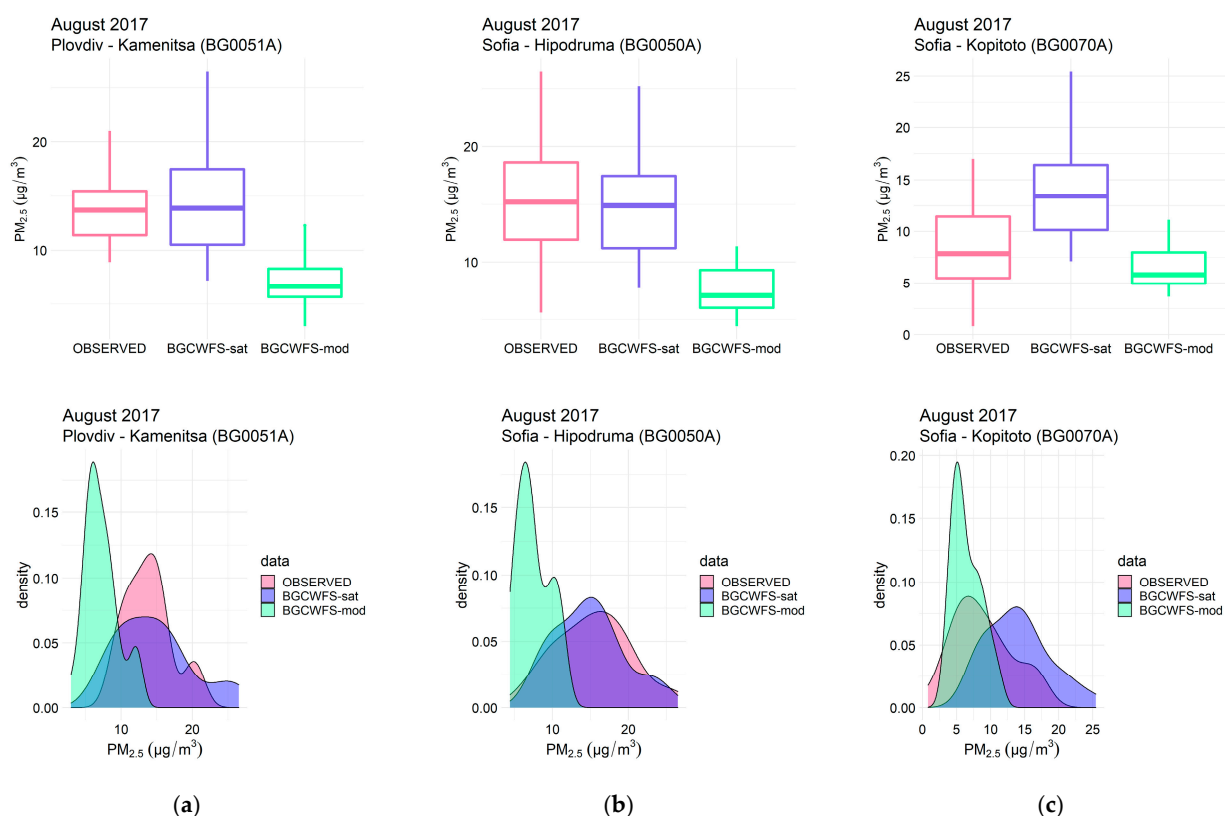 August 2017
Plovdiv - Kamenitsa (BG0051A)
PM2.5 (μg/m3)
20
10
OBSERVED BGCWFS-sat BGCWFS-mod
August 2017
Sofia - Hipodruma (BG0050A)
PM2.5 (μg/m3)
20
10
OBSERVED BGCWFS-sat BGCWFS-mod
August 2017
Sofia - Kopitoto (BG0070A)
PM2.5 (μg/m3)
25
20
15
10
5
0
OBSERVED BGCWFS-sat BGCWFS-mod
August 2017
Plovdiv - Kamenitsa (BG0051A)
density
0.15
0.10
0.05
0.00
10 20
PM2.5 (μg/m3)
data
OBSERVED
BGCWFS-sat
BGCWFS-mod
(a)
August 2017
Sofia - Hipodruma (BG0050A)
density
0.15
0.10
0.05
0.00
10 20
PM2.5 (μg/m3)
data
OBSERVED
BGCWFS-sat
BGCWFS-mod
(b)
August 2017
Sofia - Kopitoto (BG0070A)
density
0.20
0.15
0.10
0.05
0.00
0 5 10 15 20 25
PM2.5 (μg/m3)
data
OBSERVED
BGCWFS-sat
BGCWFS-mod
(c)